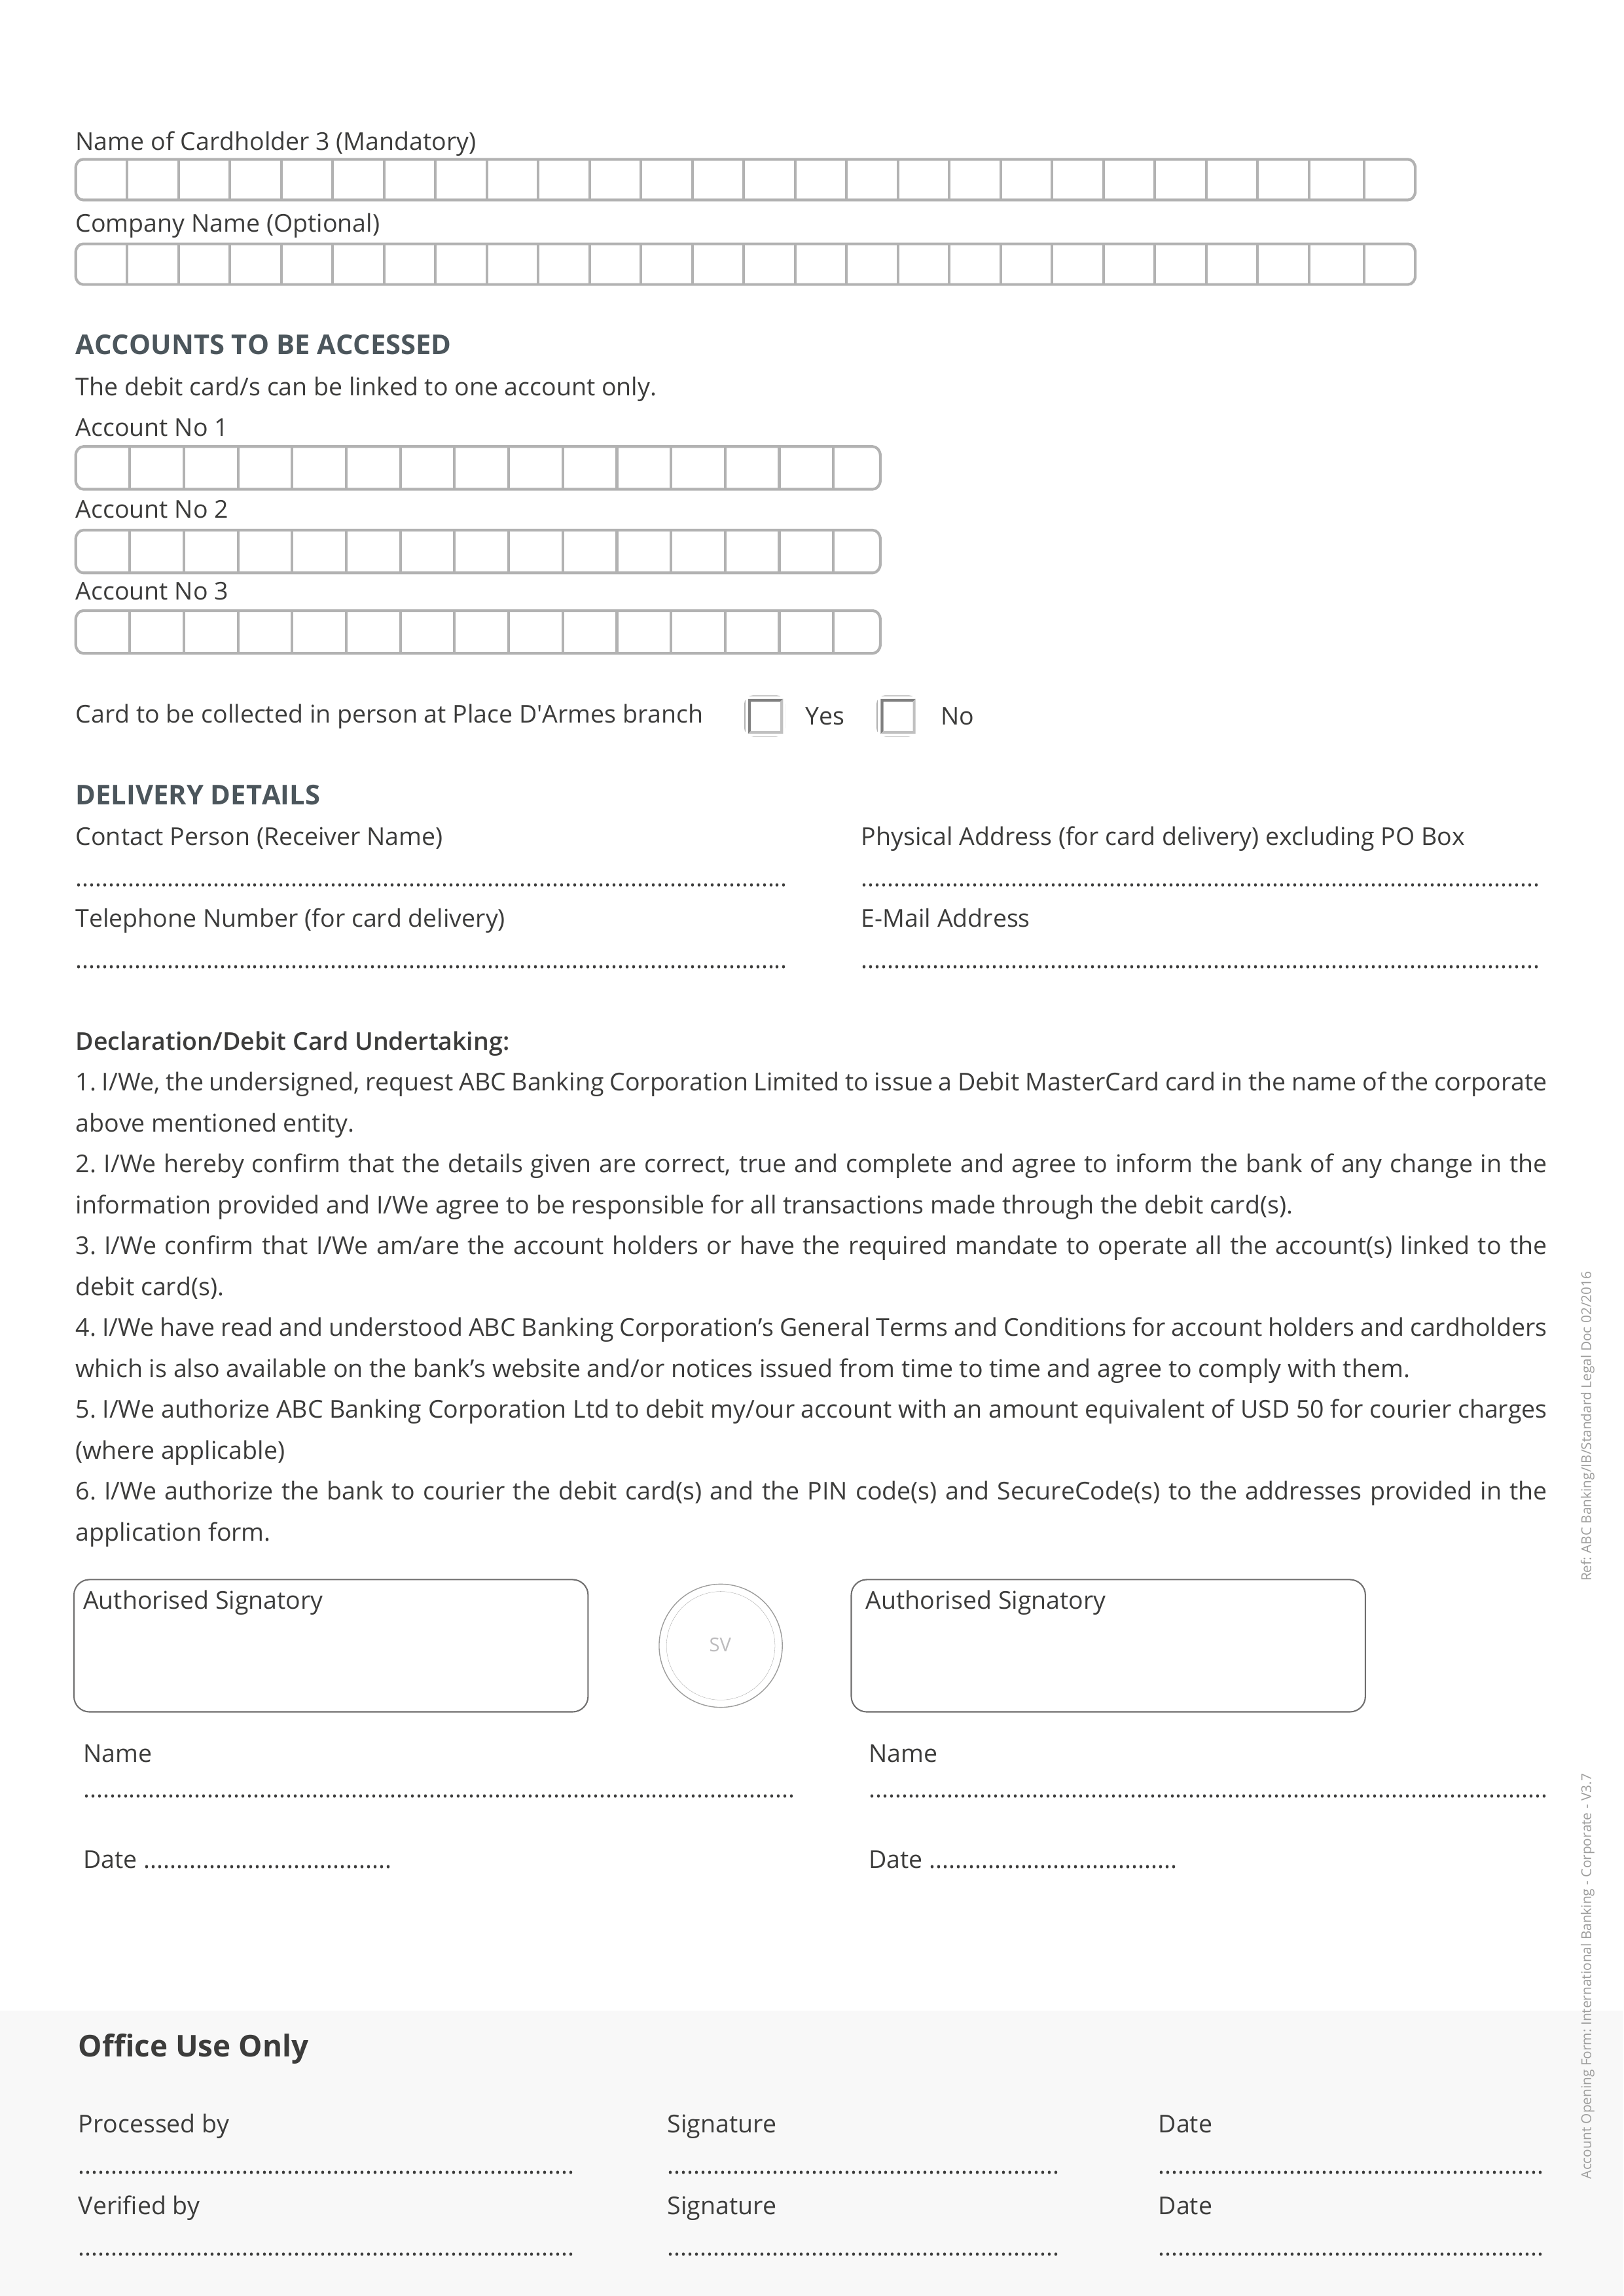 Name of Cardholder 3 (Mandatory)
Company Name (Optional)
ACCOUNTS TO BE ACCESSED
The debit card/s can be linked to one account only.
Account No 1
Account No 2
Account No 3
Card to be collected in person at Place D'Armes branch Yes No
DELIVERY DETAILS
Contact Person (Receiver Name) Physical Address (for card delivery) excluding PO Box
Telephone Number (for card delivery) E-Mail Address
Declaration/Debit Card Undertaking:
1. I/We, the undersigned, request ABC Banking Corporation Limited to issue a Debit MasterCard card in the name of the corporate
above mentioned entity.
2. I/We hereby confirm that the details given are correct, true and complete and agree to inform the bank of any change in the
information provided and I/We agree to be responsible for all transactions made through the debit card(s).
3. I/We confirm that I/We am/are the account holders or have the required mandate to operate all the account(s) linked to the
debit card(s).
4. I/We have read and understood ABC Banking Corporation’s General Terms and Conditions for account holders and cardholders
which is also available on the bank’s website and/or notices issued from time to time and agree to comply with them.
5. I/We authorize ABC Banking Corporation Ltd to debit my/our account with an amount equivalent of USD 50 for courier charges
(where applicable)
6. I/We authorize the bank to courier the debit card(s) and the PIN code(s) and SecureCode(s) to the addresses provided in the
application form.
Authorised Signatory SV Authorised Signatory
Name Name
Date ...................................... Date ......................................
Office Use Only
Processed by Signature Date
Verified by Signature Date
Ref: ABC Banking/IB/Standard Legal Doc 02/2016
Account Opening Form: International Banking - Corporate - V3.7